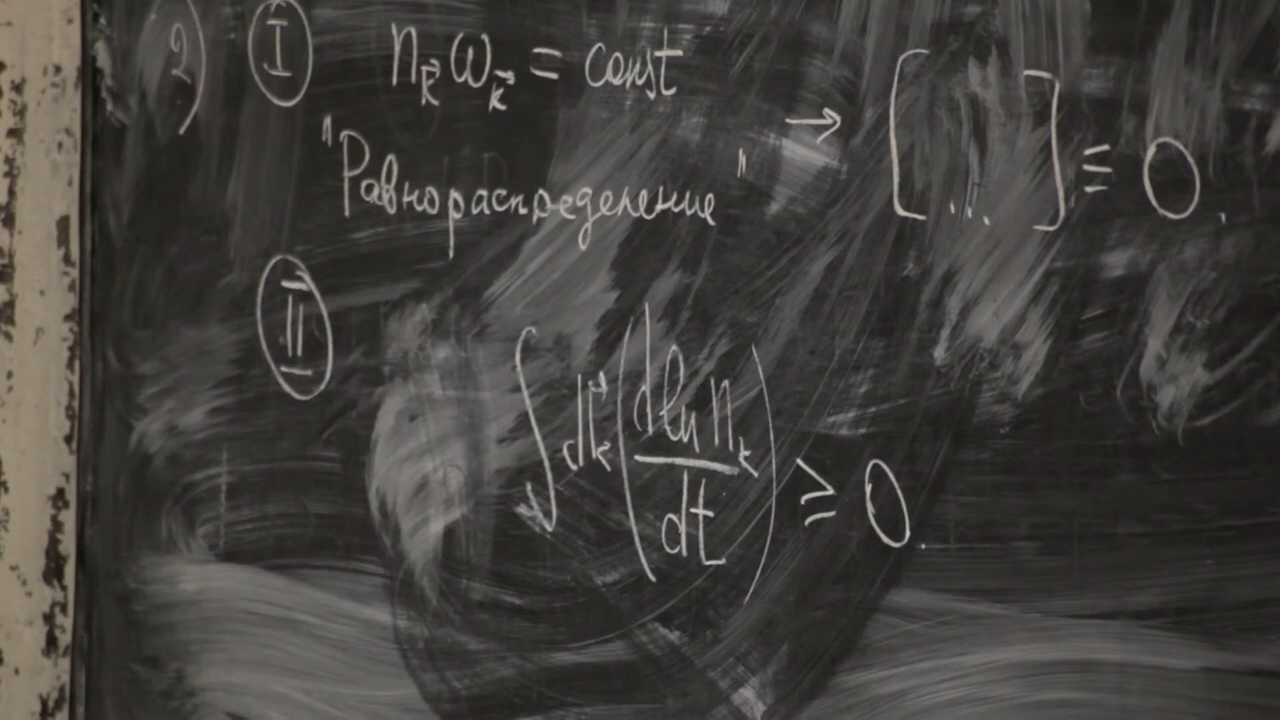 2) I n_k⃗ ω_k⃗ = const → [...] ≡ 0.
"Равнораспределение"
II
∫ dk⃗ (d ln n_k / dt) ≥ 0.